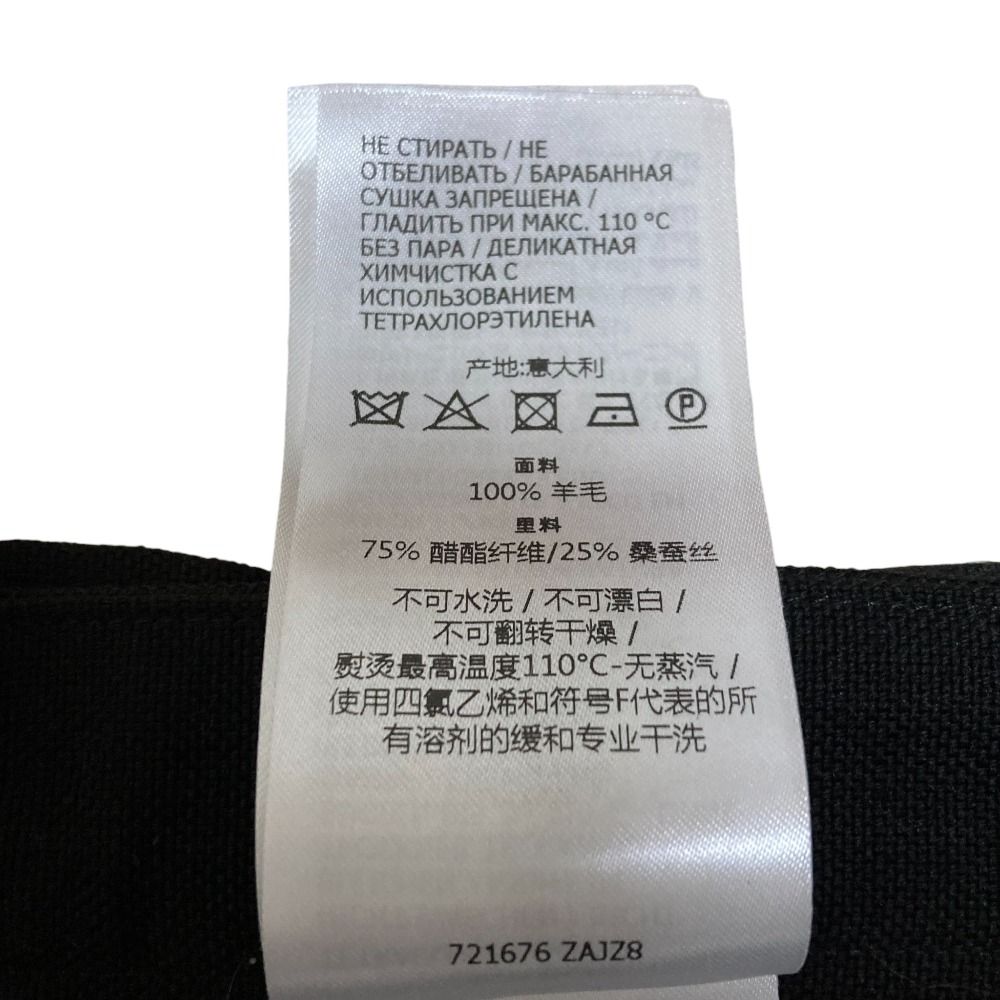 НЕ СТИРАТЬ / НЕ
ОТБЕЛИВАТЬ / БАРАБАННАЯ
СУШКА ЗАПРЕЩЕНА /
ГЛАДИТЬ ПРИ МАКС. 110 °C
БЕЗ ПАРА / ДЕЛИКАТНАЯ
ХИМЧИСТКА С
ИСПОЛЬЗОВАНИЕМ
ТЕТРАХЛОРЭТИЛЕНА
产地:意大利
P
面料
100% 羊毛
里料
75% 醋酯纤维/25% 桑蚕丝
不可水洗 / 不可漂白 /
不可翻转干燥 /
熨烫最高温度110°C-无蒸汽 /
使用四氯乙烯和符号F代表的所
有溶剂的缓和专业干洗
721676 ZAJZ8